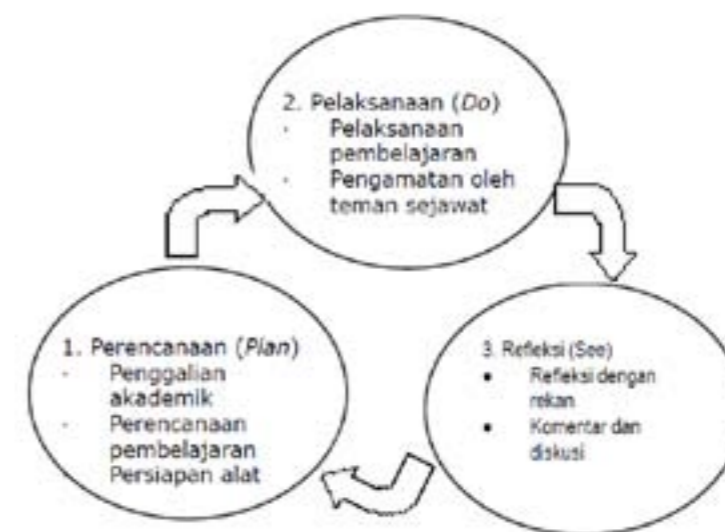 1. Perencanaan (Plan)
- Penggalian
akademik
- Perencanaan
pembelajaran
Persiapan alat
2. Pelaksanaan (Do)
- Pelaksanaan
pembelajaran
- Pengamatan oleh
teman sejawat
3. Refleksi (See)
• Refleksi dengan
rekan
• Komentar dan
diskusi